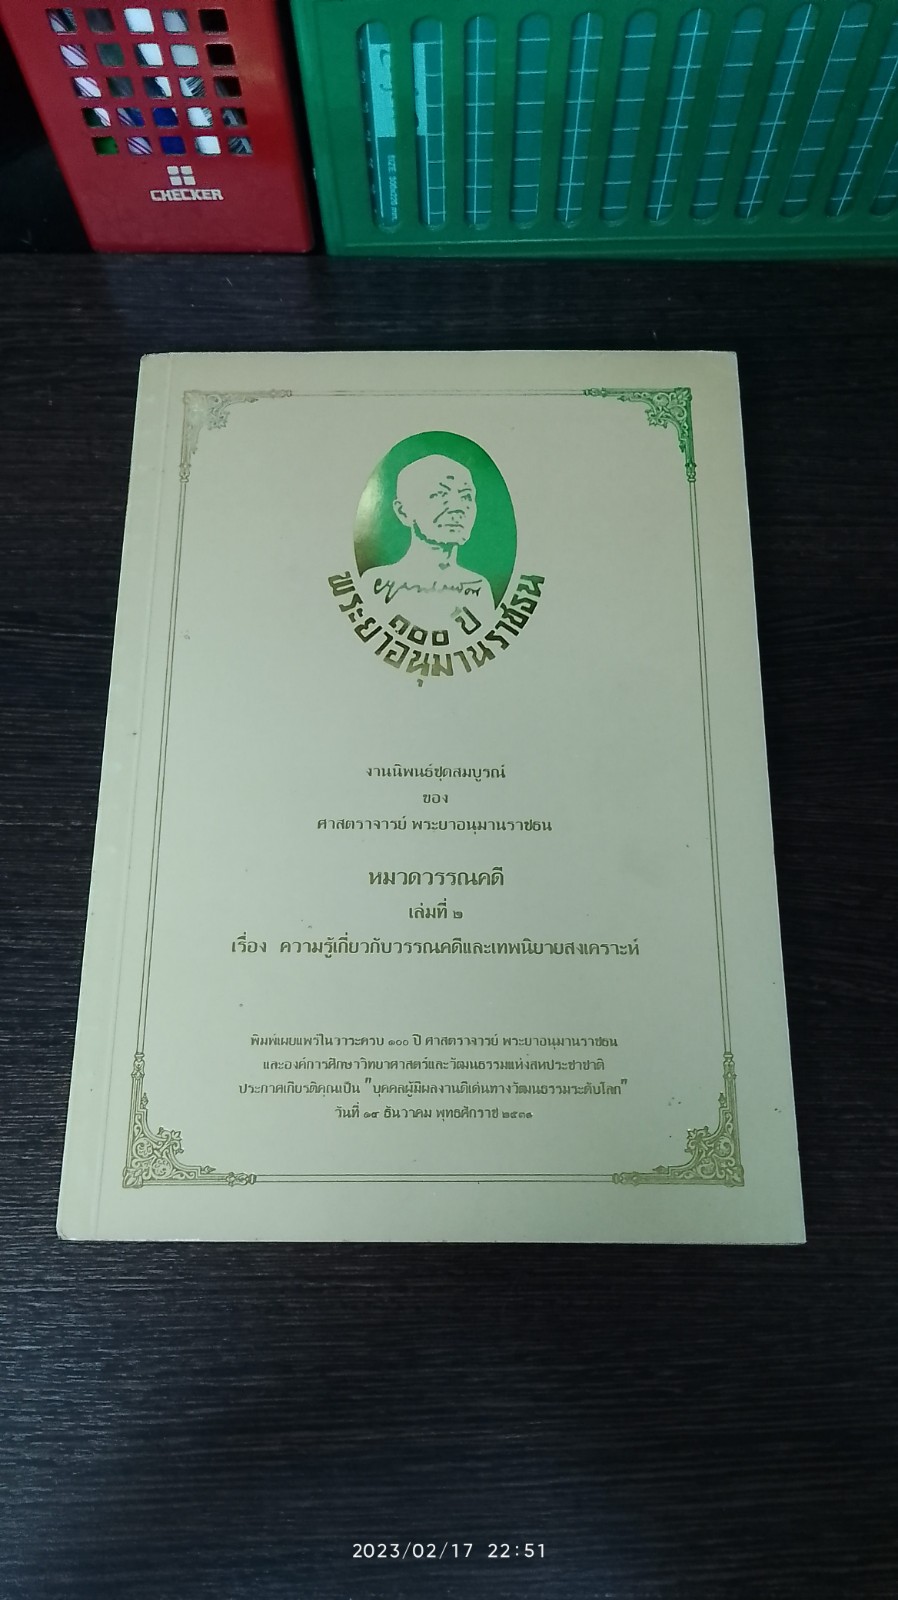 CHECKER
SIZE
mm.
๑๐๐ ปี
พระยาอนุมานราชธน
งานนิพนธ์ชุดสมบูรณ์
ของ
ศาสตราจารย์ พระยาอนุมานราชธน
หมวดวรรณคดี
เล่มที่ ๒
เรื่อง ความรู้เกี่ยวกับวรรณคดีและเทพนิยายสงเคราะห์
พิมพ์เผยแพร่ในวาระครบ ๑๐๐ ปี ศาสตราจารย์ พระยาอนุมานราชธน
และองค์การศึกษาวิทยาศาสตร์และวัฒนธรรมแห่งสหประชาชาติ
ประกาศเกียรติคุณเป็น "บุคคลผู้มีผลงานดีเด่นทางวัฒนธรรมระดับโลก"
วันที่ ๑๔ ธันวาคม พุทธศักราช ๒๕๓๑
2023/02/17 22:51